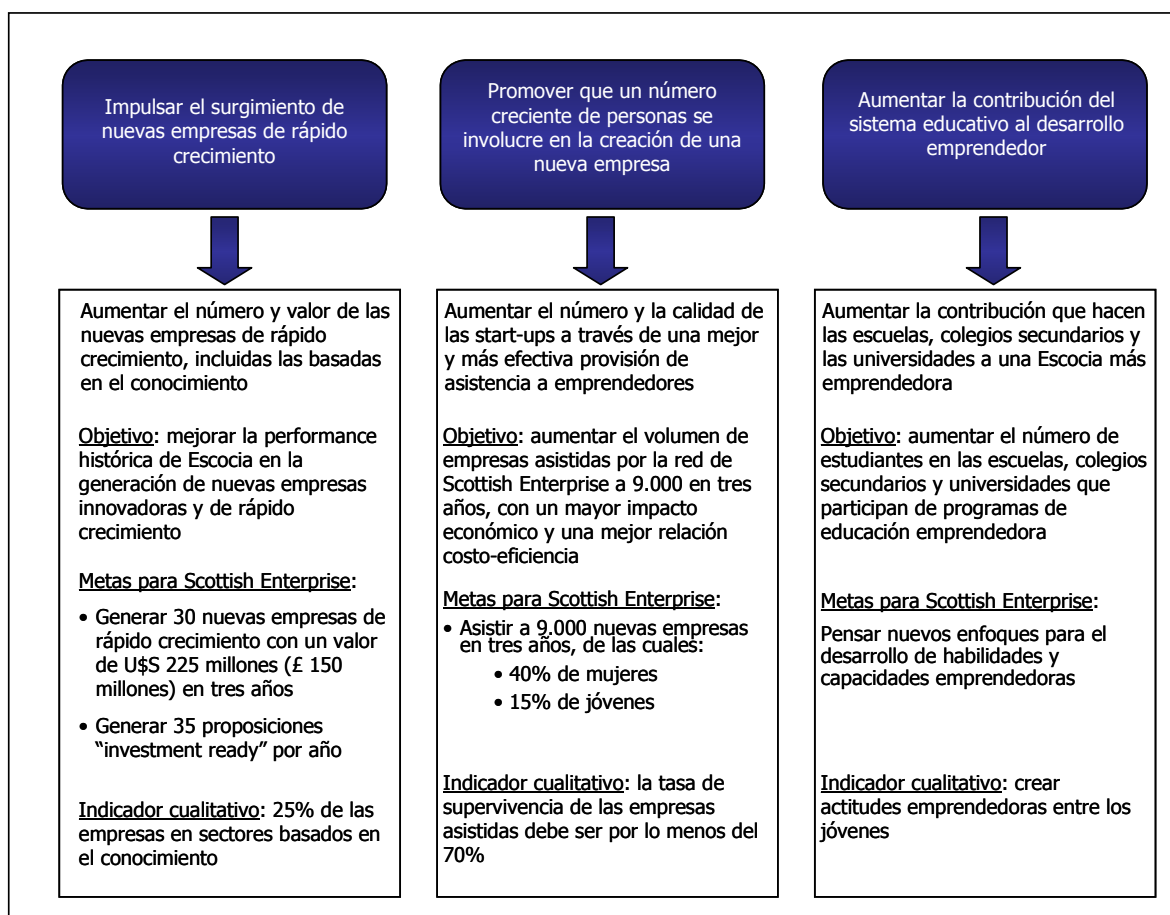 Impulsar el surgimiento de
nuevas empresas de rápido
crecimiento
Promover que un número
creciente de personas se
involucre en la creación de una
nueva empresa
Aumentar la contribución del
sistema educativo al desarrollo
emprendedor
Aumentar el número y valor de las
nuevas empresas de rápido
crecimiento, incluidas las basadas
en el conocimiento
Objetivo: mejorar la performance
histórica de Escocia en la
generación de nuevas empresas
innovadoras y de rápido
crecimiento
Metas para Scottish Enterprise:
• Generar 30 nuevas empresas de
rápido crecimiento con un valor
de U$S 225 millones (£ 150
millones) en tres años
• Generar 35 proposiciones
“investment ready” por año
Indicador cualitativo: 25% de las
empresas en sectores basados en
el conocimiento
Aumentar el número y la calidad de
las start-ups a través de una mejor
y más efectiva provisión de
asistencia a emprendedores
Objetivo: aumentar el volumen de
empresas asistidas por la red de
Scottish Enterprise a 9.000 en tres
años, con un mayor impacto
económico y una mejor relación
costo-eficiencia
Metas para Scottish Enterprise:
• Asistir a 9.000 nuevas empresas
en tres años, de las cuales:
• 40% de mujeres
• 15% de jóvenes
Indicador cualitativo: la tasa de
supervivencia de las empresas
asistidas debe ser por lo menos del
70%
Aumentar la contribución que hacen
las escuelas, colegios secundarios y
las universidades a una Escocia más
emprendedora
Objetivo: aumentar el número de
estudiantes en las escuelas, colegios
secundarios y universidades que
participan de programas de
educación emprendedora
Metas para Scottish Enterprise:
Pensar nuevos enfoques para el
desarrollo de habilidades y
capacidades emprendedoras
Indicador cualitativo: crear
actitudes emprendedoras entre los
jóvenes